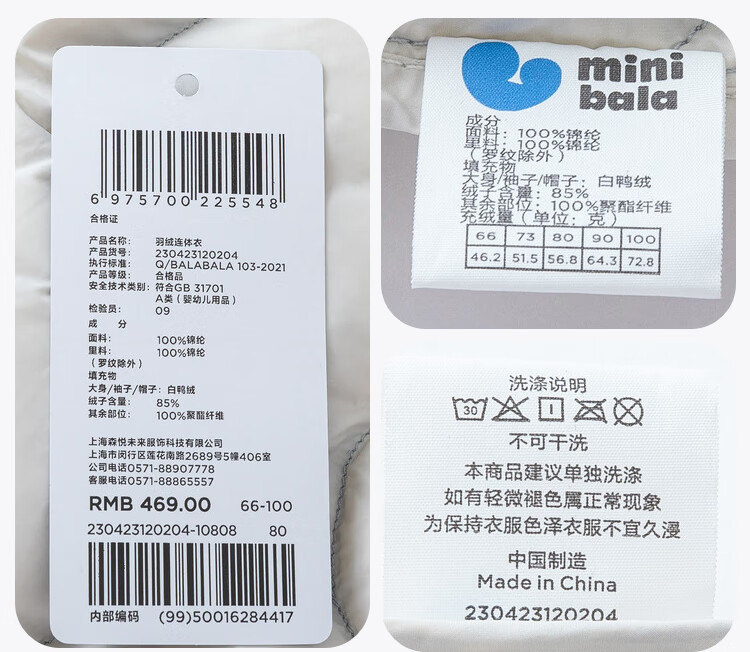 6 975700 225548
合格证
产品名称: 羽绒连体衣
产品货号: 230423120204
执行标准: Q/BALABALA 103-2021
产品等级: 合格品
安全技术类别: 符合GB 31701
A类（婴幼儿用品）
检验员: 09
成 分
面料: 100%锦纶
里料: 100%锦纶
（罗纹除外）
填充物
大身/袖子/帽子: 白鸭绒
绒子含量: 85%
其余部位: 100%聚酯纤维
上海森悦未来服饰科技有限公司
上海市闵行区莲花南路2689号5幢406室
公司电话0571-88907778
客服电话0571-88865557
RMB 469.00 66-100
230423120204-10808 80
内部编码 (99)50016284417
mini
bala
成分
面料: 100%锦纶
里料: 100%锦纶
（罗纹除外）
填充物
大身/袖子/帽子: 白鸭绒
绒子含量: 85%
其余部位: 100%聚酯纤维
充绒量（单位: 克）
66 73 80 90 100
46.2 51.5 56.8 64.3 72.8
洗涤说明
30
不可干洗
本商品建议单独洗涤
如有轻微褪色属正常现象
为保持衣服色泽衣服不宜久浸
中国制造
Made in China
230423120204